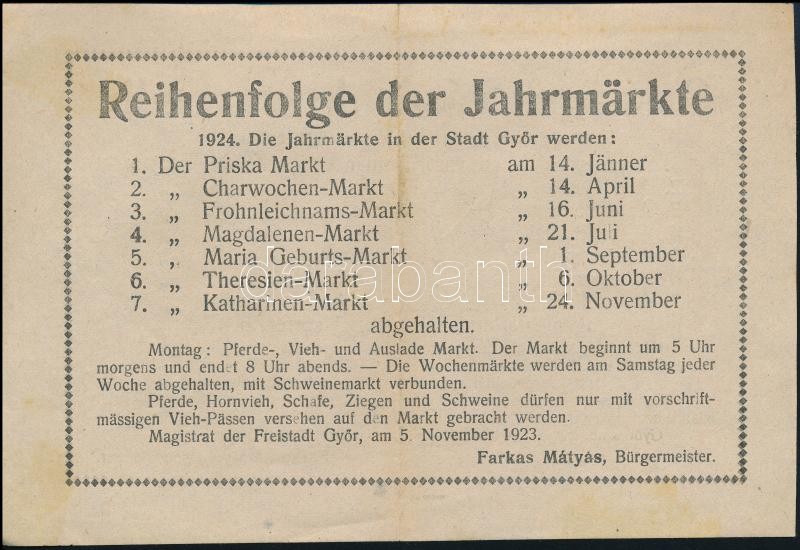 Reihenfolge der Jahrmärkte
1924. Die Jahrmärkte in der Stadt Győr werden:
1. Der Priska Markt am 14. Jänner
2. „ Charwochen-Markt „ 14. April
3. „ Frohnleichnams-Markt „ 16. Juni
4. „ Magdalenen-Markt „ 21. Juli
5. „ Maria Geburts-Markt „ 1. September
6. „ Theresien-Markt „ 6. Oktober
7. „ Katharinen-Markt „ 24. November
abgehalten.
Montag: Pferde-, Vieh- und Auslade Markt. Der Markt beginnt um 5 Uhr
morgens und endet 8 Uhr abends. — Die Wochenmärkte werden am Samstag jeder
Woche abgehalten, mit Schweinemarkt verbunden.
Pferde, Hornvieh, Schafe, Ziegen und Schweine dürfen nur mit vorschrift-
mässigen Vieh-Pässen versehen auf den Markt gebracht werden.
Magistrat der Freistadt Győr, am 5. November 1923.
Farkas Mátyás, Bürgermeister.
darabanth